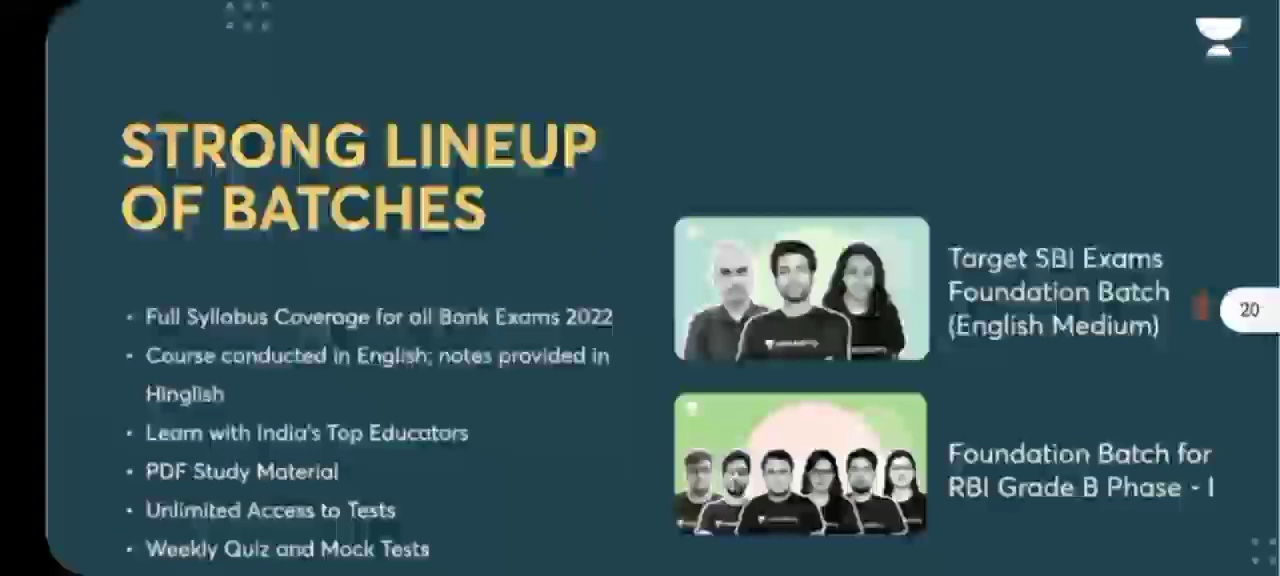 STRONG LINEUP
OF BATCHES
• Full Syllabus Coverage for all Bank Exams 2022
• Course conducted in English; notes provided in
Hinglish
• Learn with India's Top Educators
• PDF Study Material
• Unlimited Access to Tests
• Weekly Quiz and Mock Tests
Target SBI Exams
Foundation Batch
(English Medium)
20
Foundation Batch for
RBI Grade B Phase - I